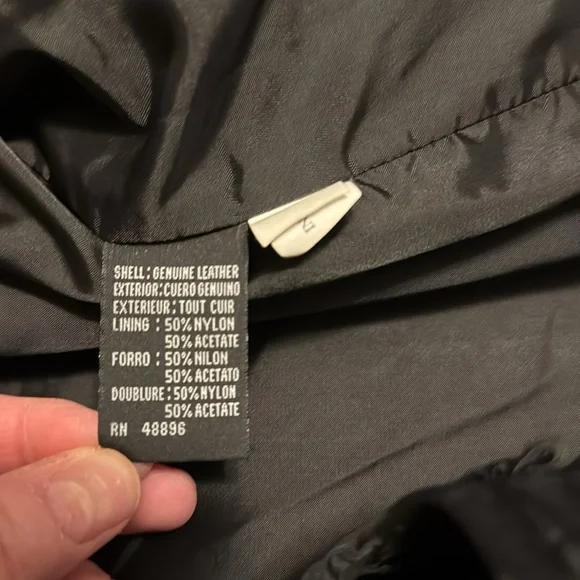 SHELL: GENUINE LEATHER
EXTERIOR: CUERO GENUINO
EXTERIEUR: TOUT CUIR
LINING : 50% NYLON
50% ACETATE
FORRO : 50% NILON
50% ACETATO
DOUBLURE: 50% NYLON
50% ACETATE
RN 48896